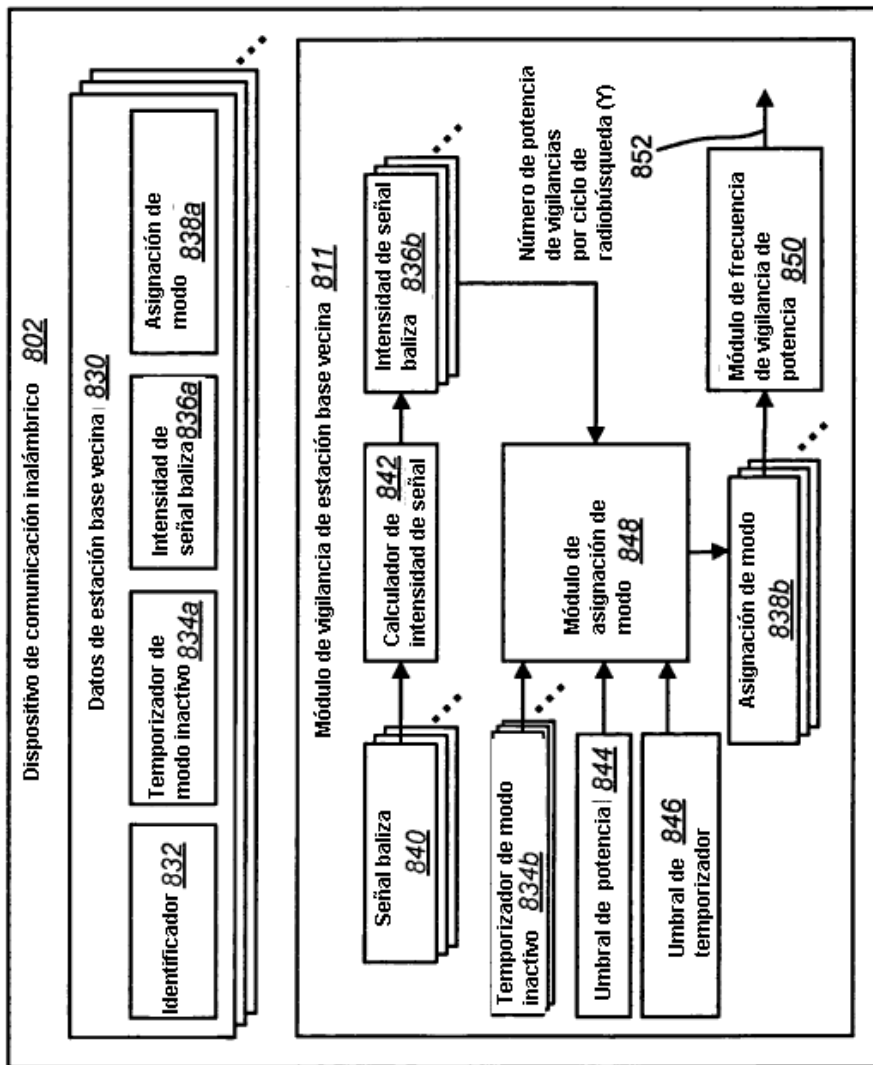 Dispositivo de comunicación inalámbrico 802
Datos de estación base vecina 830
Identificador 832
Temporizador de
modo inactivo 834a
Intensidad de
señal baliza 836a
Asignación de
modo 838a
Módulo de vigilancia de estación base vecina 811
Señal baliza
840
Calculador de 842
intensidad de señal
Intensidad de señal
baliza 836b
Temporizador de modo
inactivo 834b
Umbral de potencia 844
Umbral de 846
temporizador
Módulo de
asignación de
modo 848
Número de potencia
de vigilancias
por ciclo de
radiobúsqueda (Y)
852
Asignación de modo
838b
Módulo de frecuencia
de vigilancia de
potencia 850